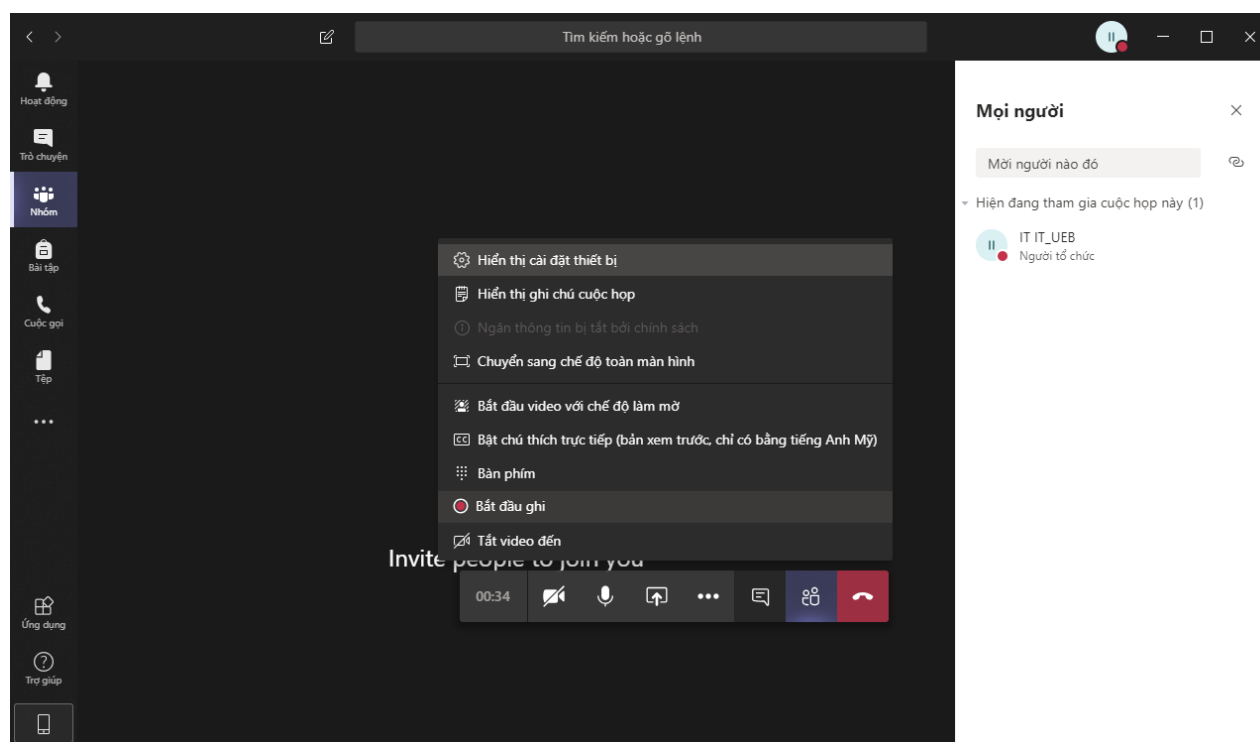 Tìm kiếm hoặc gõ lệnh
II
Hoạt động
Trò chuyện
Nhóm
Bài tập
Cuộc gọi
Tệp
Ứng dụng
Trợ giúp
Hiển thị cài đặt thiết bị
Hiển thị ghi chú cuộc họp
Ngăn thông tin bị tắt bởi chính sách
Chuyển sang chế độ toàn màn hình
Bắt đầu video với chế độ làm mờ
CC Bật chú thích trực tiếp (bản xem trước, chỉ có bằng tiếng Anh Mỹ)
Bàn phím
Bắt đầu ghi
Tắt video đến
Invite people to join you
00:34
Mọi người
Mời người nào đó
Hiện đang tham gia cuộc họp này (1)
II
IT IT_UEB
Người tổ chức